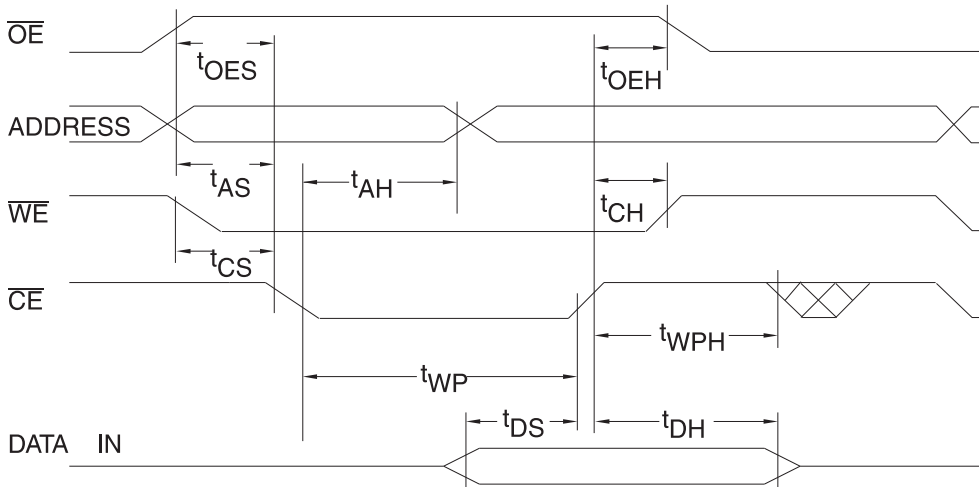 OE
tOES
tOEH
ADDRESS
tAS
tAH
WE
tCH
tCS
CE
tWPH
tWP
tDS
tDH
DATA IN